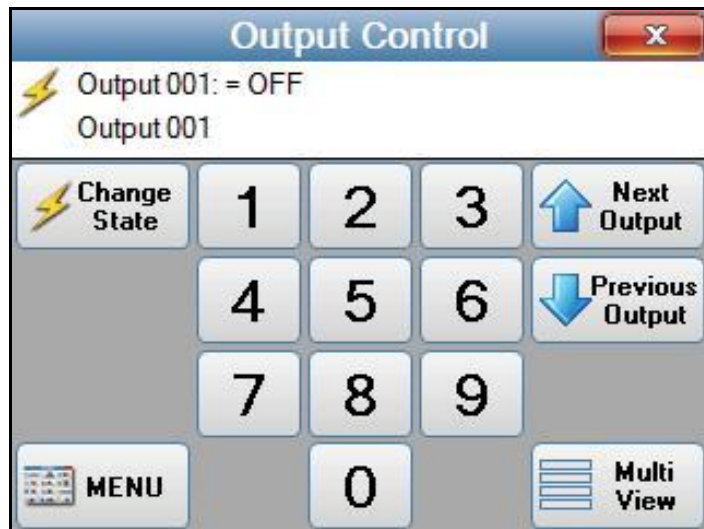 Output Control
x
Output 001: = OFF
Output 001
Change
State
1
2
3
Next
Output
4
5
6
Previous
Output
7
8
9
MENU
0
Multi
View